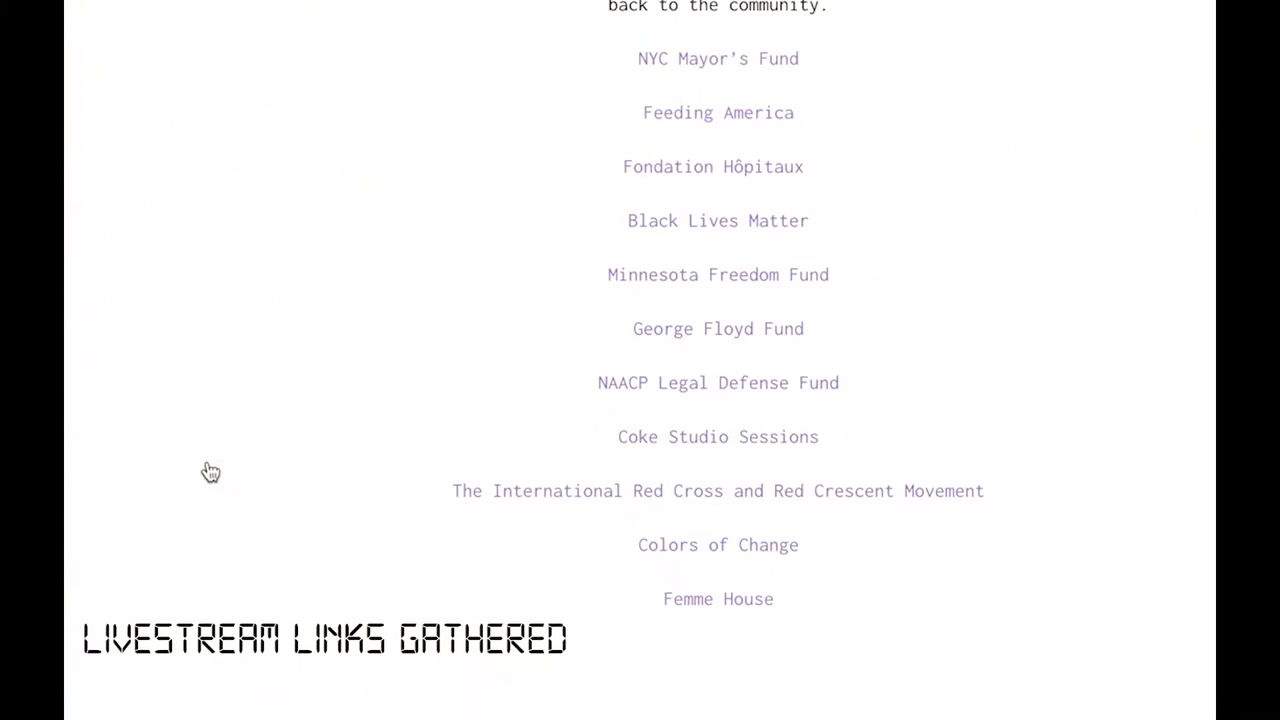 back to the community.
NYC Mayor’s Fund
Feeding America
Fondation Hôpitaux
Black Lives Matter
Minnesota Freedom Fund
George Floyd Fund
NAACP Legal Defense Fund
Coke Studio Sessions
The International Red Cross and Red Crescent Movement
Colors of Change
Femme House
LIVESTREAM LINKS GATHERED